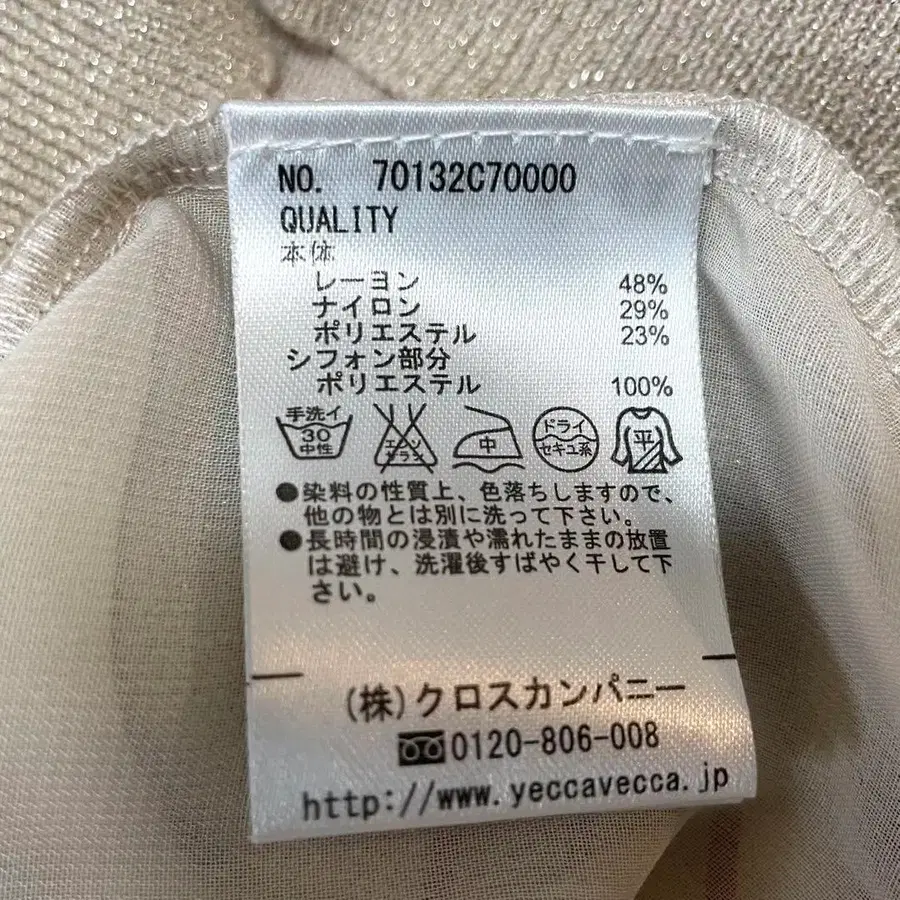 NO. 70132C70000
QUALITY
本体
レーヨン 48%
ナイロン 29%
ポリエステル 23%
シフォン部分
ポリエステル 100%
手洗イ
30
中性
エンソ
サラシ
中
ドライ
セキユ系
平
●染料の性質上、色落ちしますので、
他の物とは別に洗って下さい。
●長時間の浸漬や濡れたままの放置
は避け、洗濯後すばやく干して下
さい。
(株)クロスカンパニー
0120-806-008
http://www.yeccavecca.jp